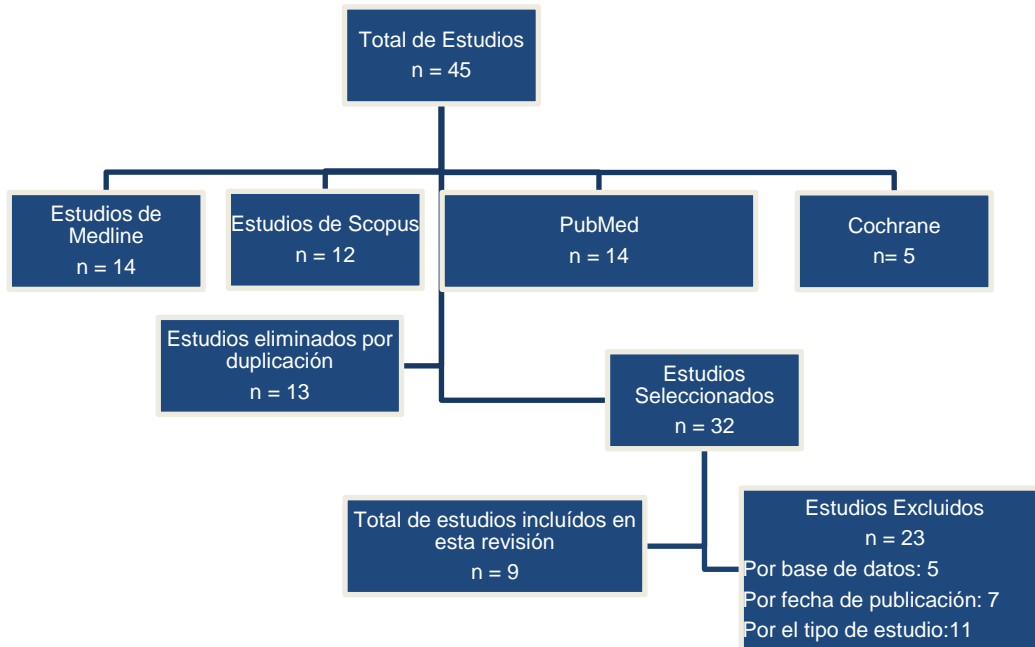 Total de Estudios
n = 45
Estudios de
Medline
n = 14
Estudios de Scopus
n = 12
PubMed
n = 14
Cochrane
n= 5
Estudios eliminados por
duplicación
n = 13
Estudios
Seleccionados
n = 32
Total de estudios incluídos en
esta revisión
n = 9
Estudios Excluidos
n = 23
Por base de datos: 5
Por fecha de publicación: 7
Por el tipo de estudio:11